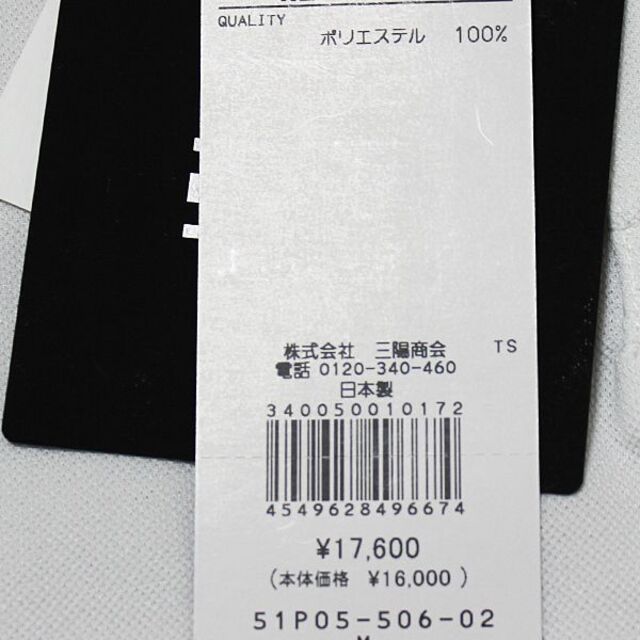 QUALITY
ポリエステル 100%
株式会社 三陽商会 TS
電話 0120-340-460
日本製
340050010172
4549628496674
¥17,600
(本体価格 ¥16,000)
51P05-506-02